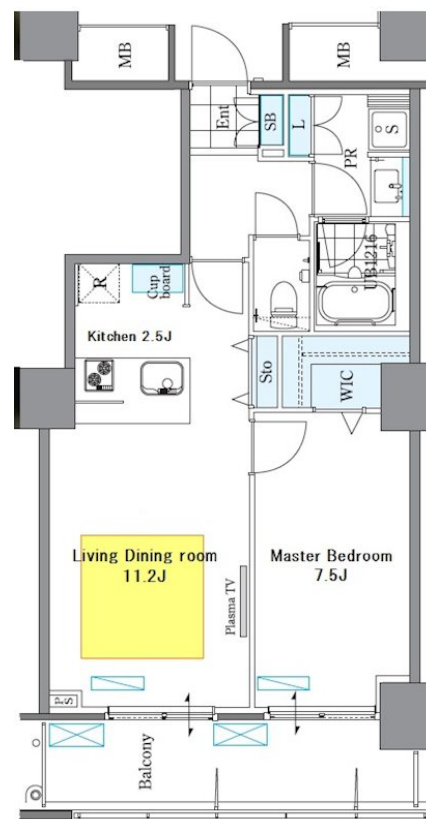 MB
MB
Ent
SB
L
S
PR
UB1216
R
Cup
board
Kitchen 2.5J
Sto
WIC
Living Dining room
11.2J
Master Bedroom
7.5J
Plasma TV
PS
Balcony